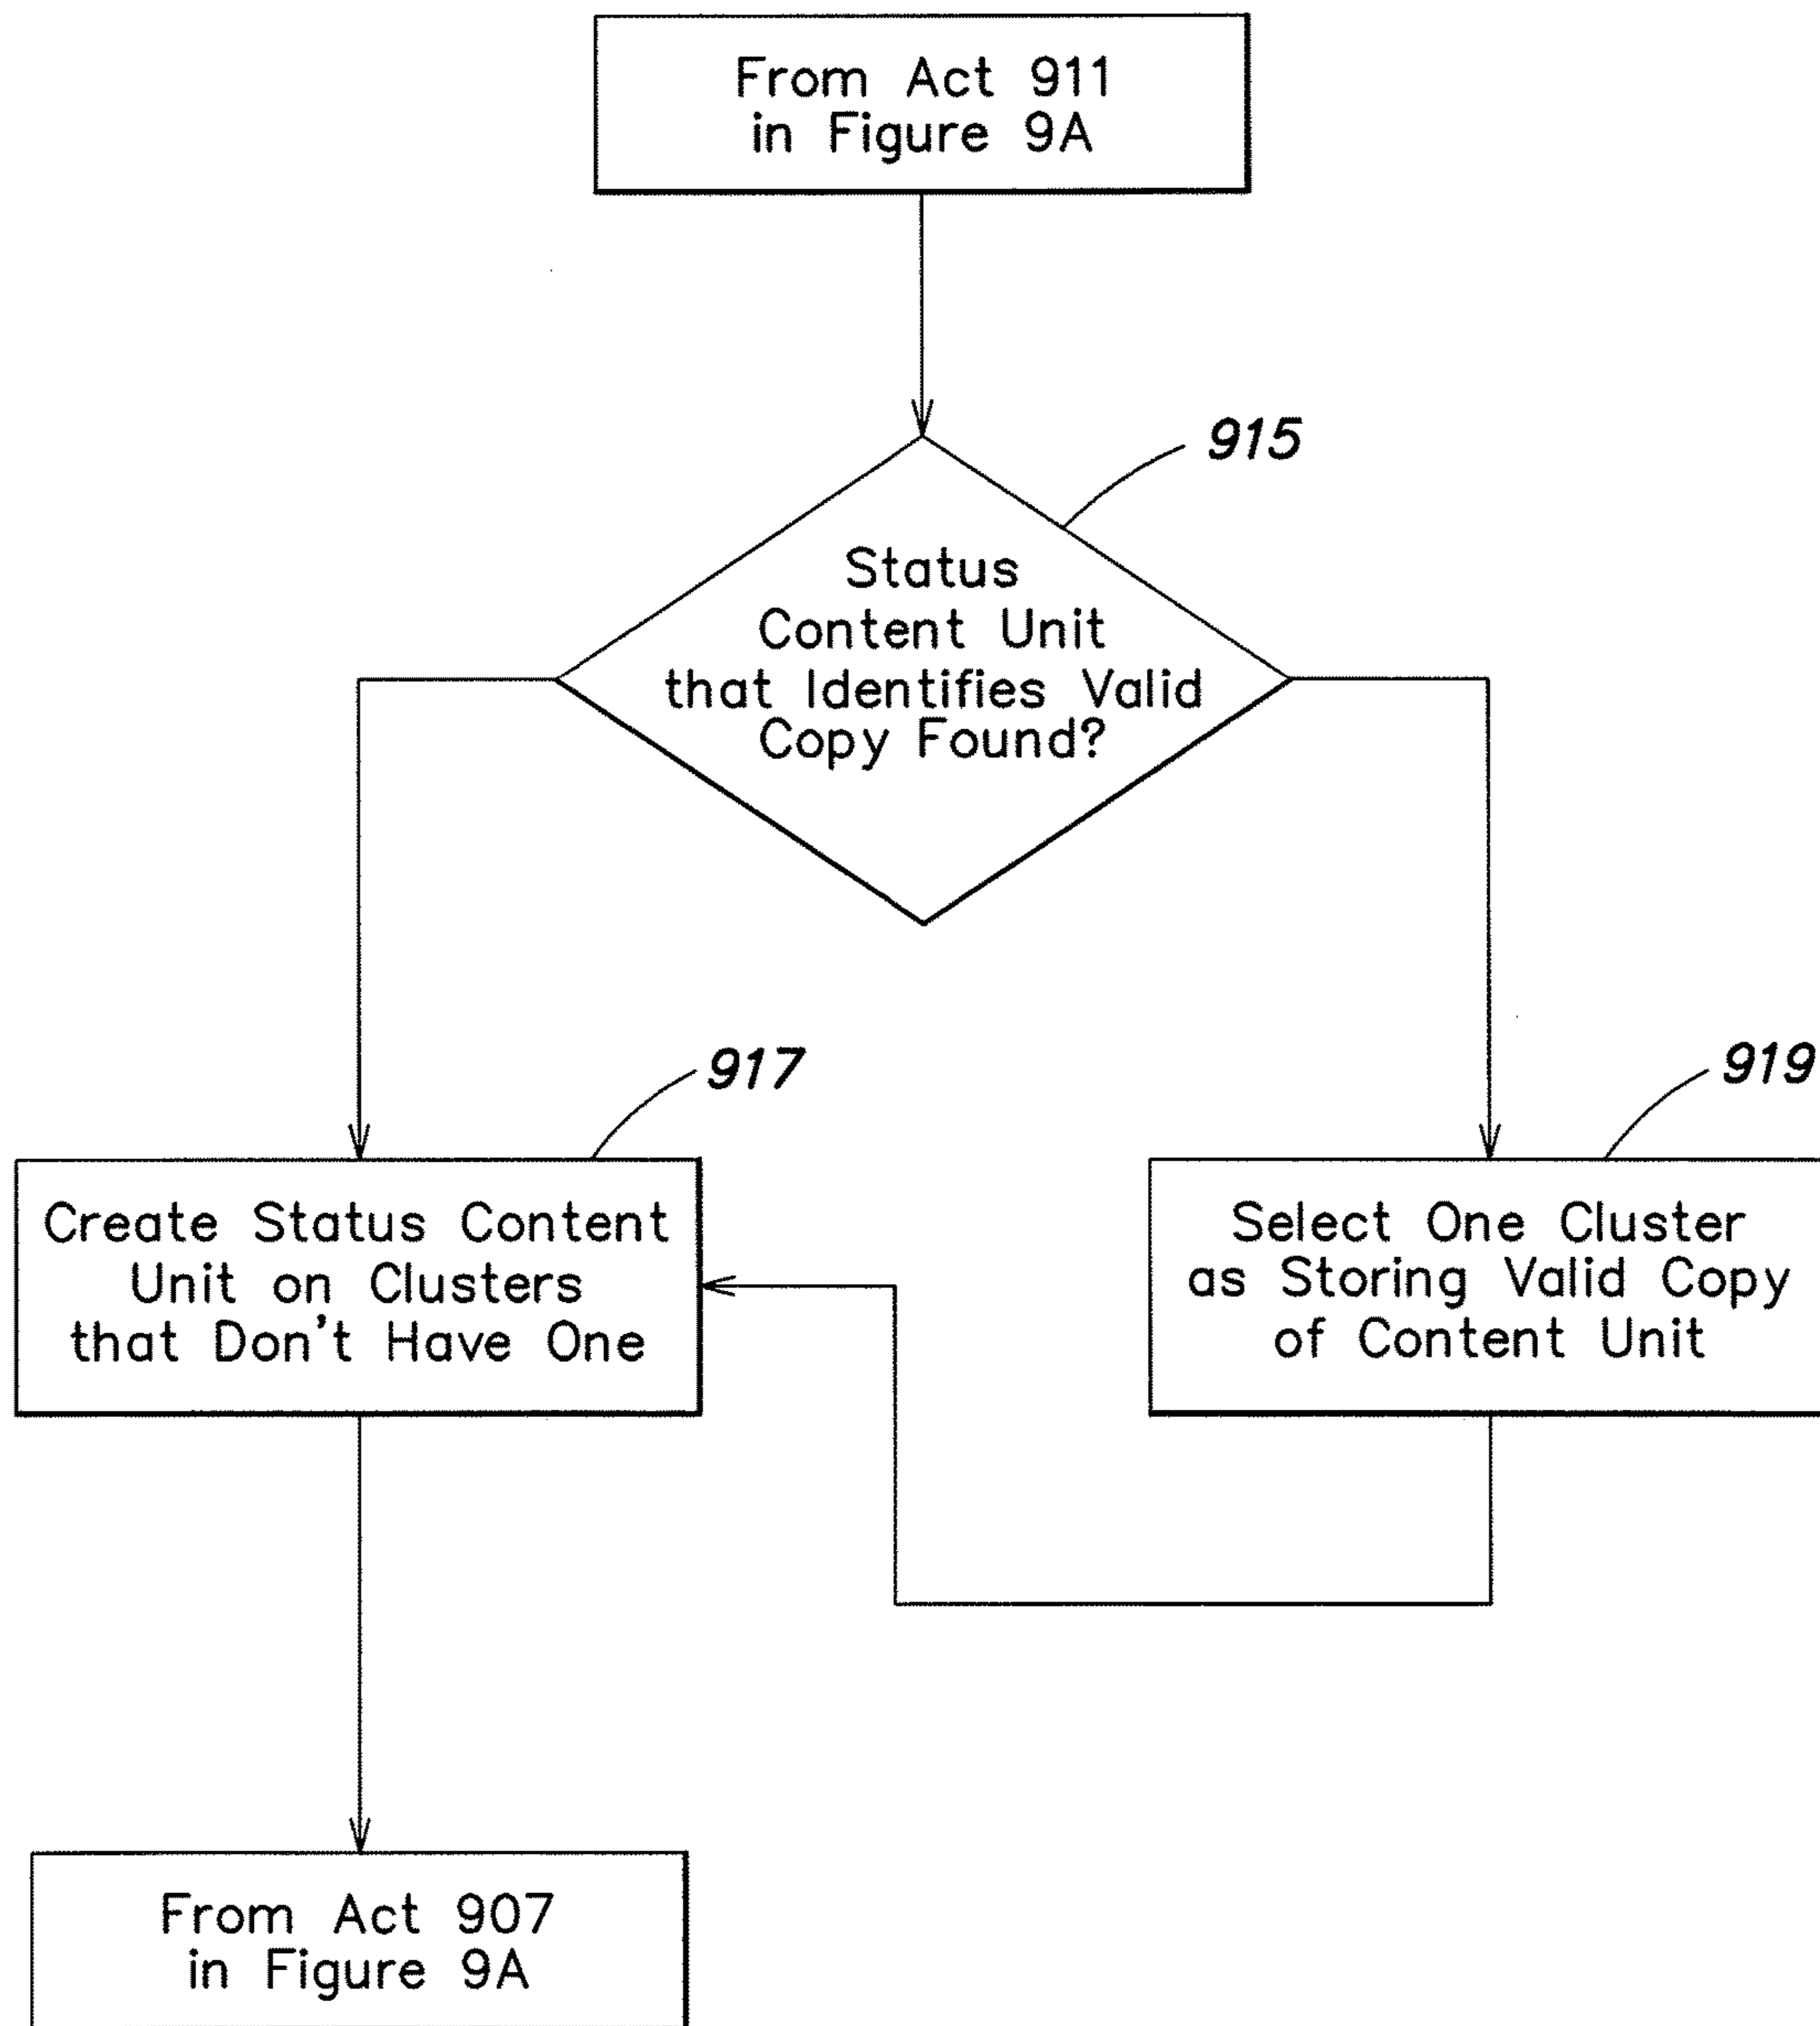 From Act 911
in Figure 9A
915
Status
Content Unit
that Identifies Valid
Copy Found?
917
919
Create Status Content
Unit on Clusters
that Don't Have One
Select One Cluster
as Storing Valid Copy
of Content Unit
From Act 907
in Figure 9A